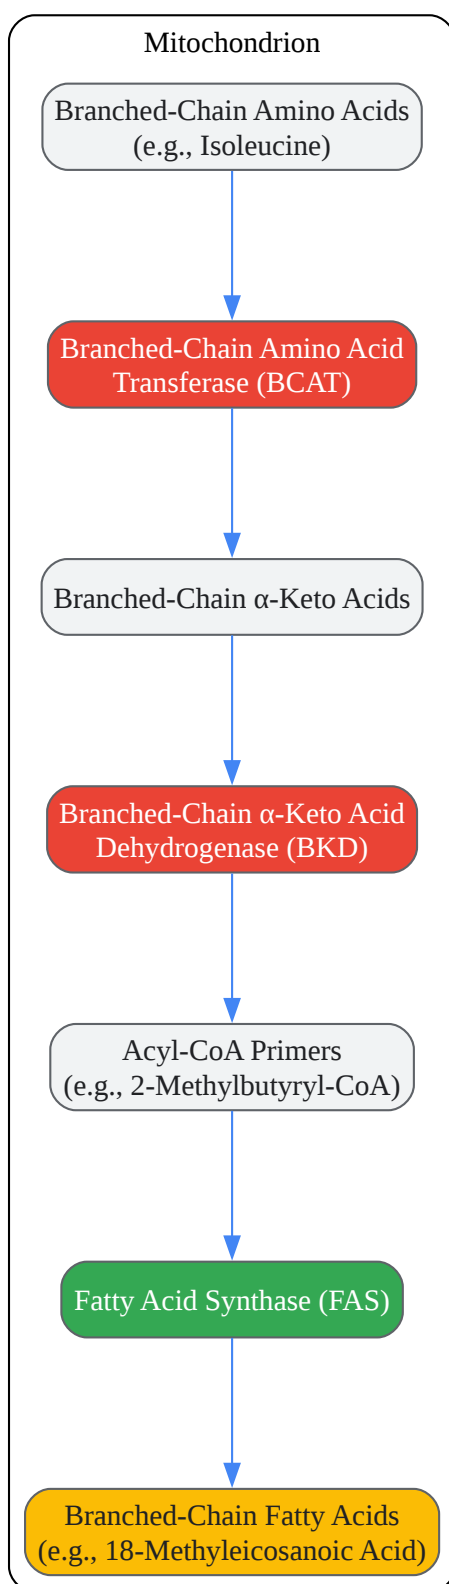 Mitochondrion
Branched-Chain Amino Acids
(e.g., Isoleucine)
Branched-Chain Amino Acid
Transferase (BCAT)
Branched-Chain α-Keto Acids
Branched-Chain α-Keto Acid
Dehydrogenase (BKD)
Acyl-CoA Primers
(e.g., 2-Methylbutyryl-CoA)
Fatty Acid Synthase (FAS)
Branched-Chain Fatty Acids
(e.g., 18-Methyleicosanoic Acid)